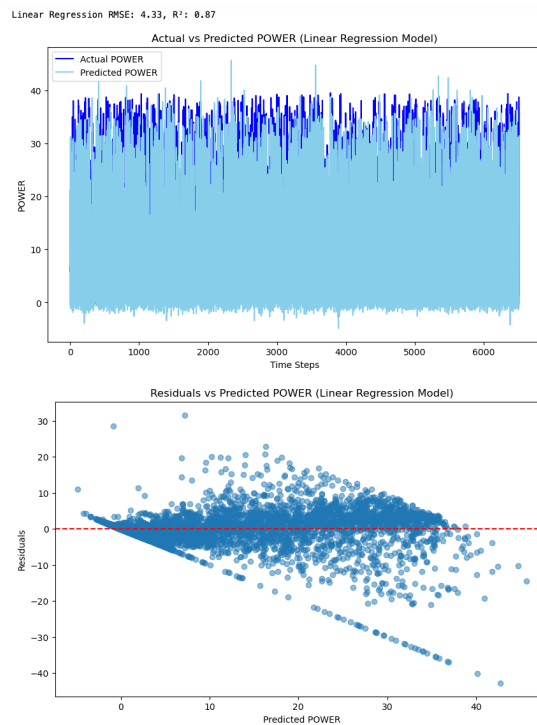 Linear Regression RMSE: 4.33, R²: 0.87
Actual vs Predicted POWER (Linear Regression Model)
Actual POWER
Predicted POWER
40
30
20
10
0
POWER
0 1000 2000 3000 4000 5000 6000
Time Steps
Residuals vs Predicted POWER (Linear Regression Model)
30
20
10
0
−10
−20
−30
−40
Residuals
0 10 20 30 40
Predicted POWER